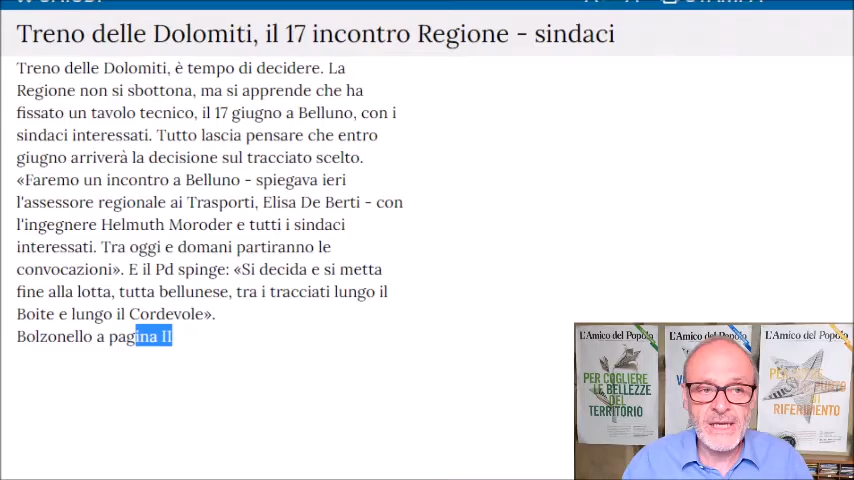 Treno delle Dolomiti, il 17 incontro Regione - sindaci
Treno delle Dolomiti, è tempo di decidere. La
Regione non si sbottona, ma si apprende che ha
fissato un tavolo tecnico, il 17 giugno a Belluno, con i
sindaci interessati. Tutto lascia pensare che entro
giugno arriverà la decisione sul tracciato scelto.
«Faremo un incontro a Belluno - spiegava ieri
l'assessore regionale ai Trasporti, Elisa De Berti - con
l'ingegnere Helmuth Moroder e tutti i sindaci
interessati. Tra oggi e domani partiranno le
convocazioni». E il Pd spinge: «Si decida e si metta
fine alla lotta, tutta bellunese, tra i tracciati lungo il
Boite e lungo il Cordevole».
Bolzonello a pagina II
L'Amico del Popolo
PER COGLIERE
LE BELLEZZE
DEL
TERRITORIO
L'Amico del Popolo
L'Amico del Popolo
RIFERIMENTO